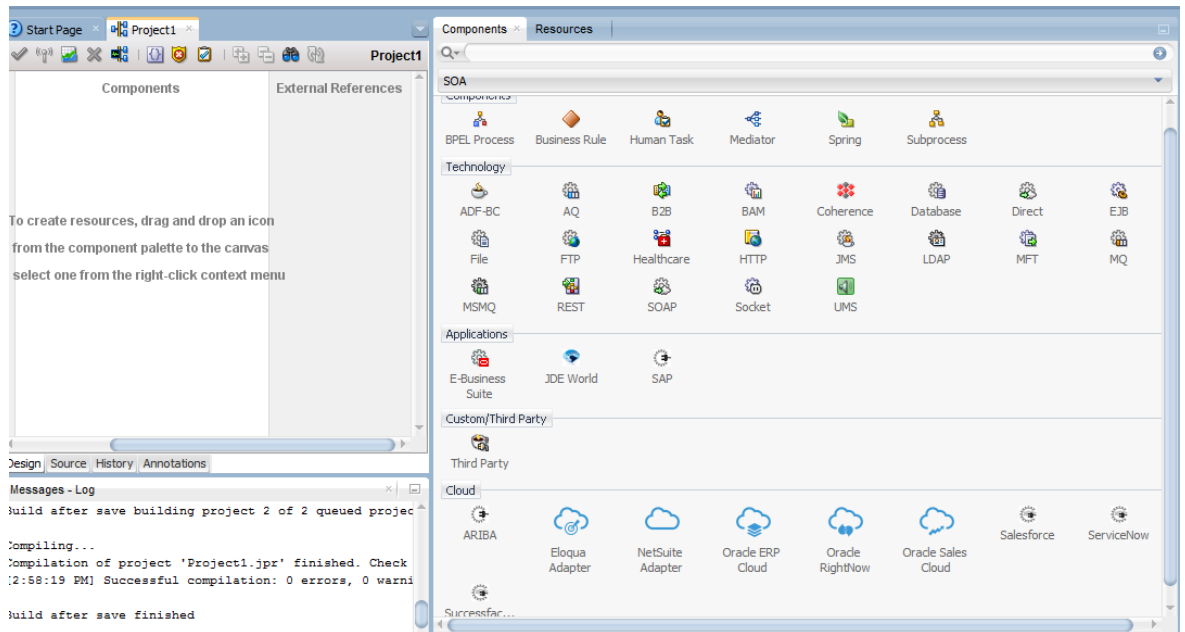 Start Page
Project1
Project1
Components
External References
To create resources, drag and drop an icon
from the component palette to the canvas
select one from the right-click context menu
Design Source History Annotations
Messages - Log
Build after save building project 2 of 2 queued projec
Compiling...
Compilation of project 'Project1.jpr' finished. Check
[2:58:19 PM] Successful compilation: 0 errors, 0 warni
Build after save finished
Components
Resources
SOA
Components
BPEL Process Business Rule Human Task Mediator Spring Subprocess
Technology
ADF-BC AQ B2B BAM Coherence Database Direct EJB
File FTP Healthcare HTTP JMS LDAP MFT MQ
MSMQ REST SOAP Socket UMS
Applications
E-Business JDE World SAP
Suite
Custom/Third Party
Third Party
Cloud
ARIBA Salesforce ServiceNow
Eloqua NetSuite Oracle ERP Oracle Oracle Sales
Adapter Adapter Cloud RightNow Cloud
Successfac...